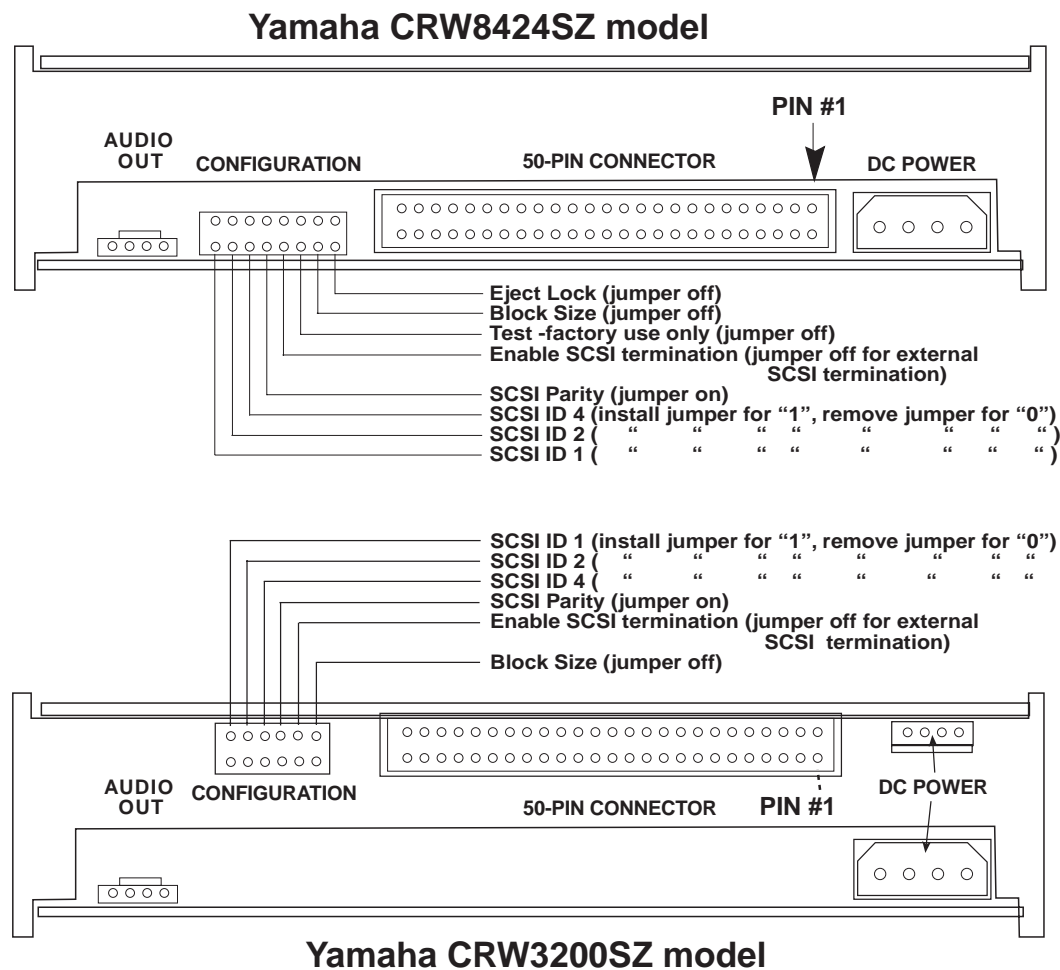 Yamaha CRW8424SZ model
PIN #1
AUDIO
OUT
CONFIGURATION
50-PIN CONNECTOR
DC POWER
Eject Lock (jumper off)
Block Size (jumper off)
Test -factory use only (jumper off)
Enable SCSI termination (jumper off for external
SCSI termination)
SCSI Parity (jumper on)
SCSI ID 4 (install jumper for “1”, remove jumper for “0”)
SCSI ID 2 ( “ “ “ “ “ “ “ “ )
SCSI ID 1 ( “ “ “ “ “ “ “ “ )
SCSI ID 1 (install jumper for “1”, remove jumper for “0”)
SCSI ID 2 ( “ “ “ “ “ “ “ “
SCSI ID 4 ( “ “ “ “ “ “ “ “
SCSI Parity (jumper on)
Enable SCSI termination (jumper off for external
SCSI termination)
Block Size (jumper off)
AUDIO
OUT
CONFIGURATION
50-PIN CONNECTOR
PIN #1
DC POWER
Yamaha CRW3200SZ model